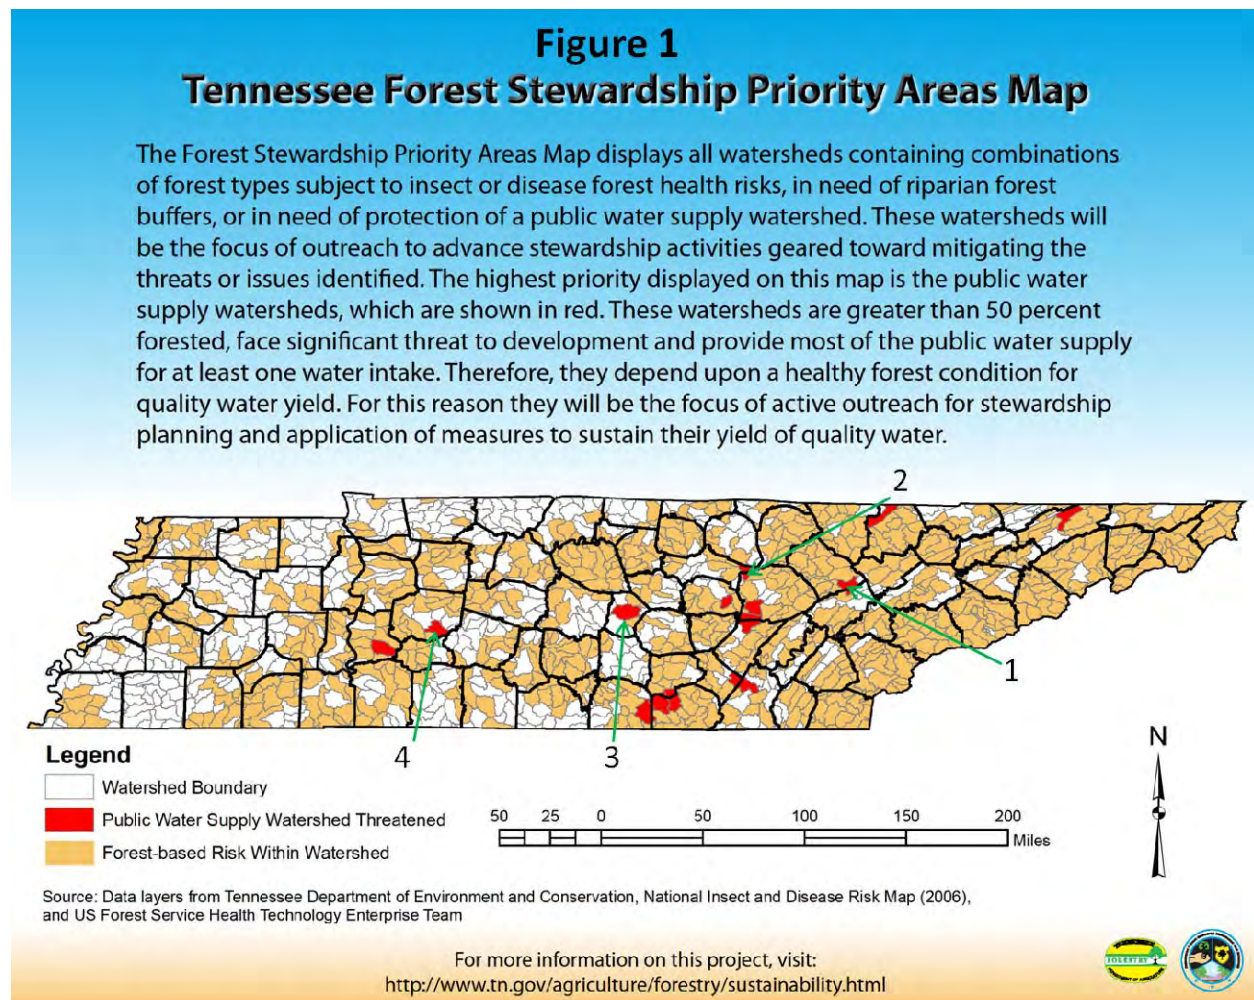 Figure 1
Tennessee Forest Stewardship Priority Areas Map
The Forest Stewardship Priority Areas Map displays all watersheds containing combinations
of forest types subject to insect or disease forest health risks, in need of riparian forest
buffers, or in need of protection of a public water supply watershed. These watersheds will
be the focus of outreach to advance stewardship activities geared toward mitigating the
threats or issues identified. The highest priority displayed on this map is the public water
supply watersheds, which are shown in red. These watersheds are greater than 50 percent
forested, face significant threat to development and provide most of the public water supply
for at least one water intake. Therefore, they depend upon a healthy forest condition for
quality water yield. For this reason they will be the focus of active outreach for stewardship
planning and application of measures to sustain their yield of quality water.
2
1
4
3
N
Legend
Watershed Boundary
Public Water Supply Watershed Threatened
Forest-based Risk Within Watershed
50 25 0 50 100 150 200
Miles
Source: Data layers from Tennessee Department of Environment and Conservation, National Insect and Disease Risk Map (2006),
and US Forest Service Health Technology Enterprise Team
For more information on this project, visit:
http://www.tn.gov/agriculture/forestry/sustainability.html
FORESTRY